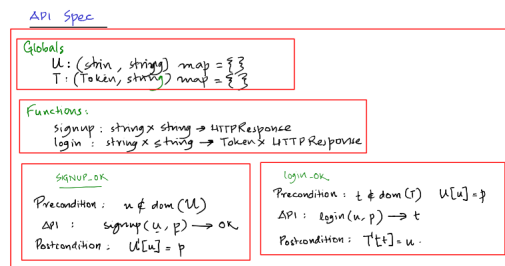 API Spec
Globals
U : (strin , string) map = {}
T : (Token, string) map = {}
Functions:
signup : string × string → HTTPResponse
login : string × string → Token × HTTPResponse
SIGNUP_OK
Precondition : u ∉ dom (U)
API : signup(u, p) → OK
Postcondition : U'[u] = p
login_OK
Precondition : t ∉ dom (T) U[u] = p
API : login(u, p) → t
Postcondition : T'[t] = u .